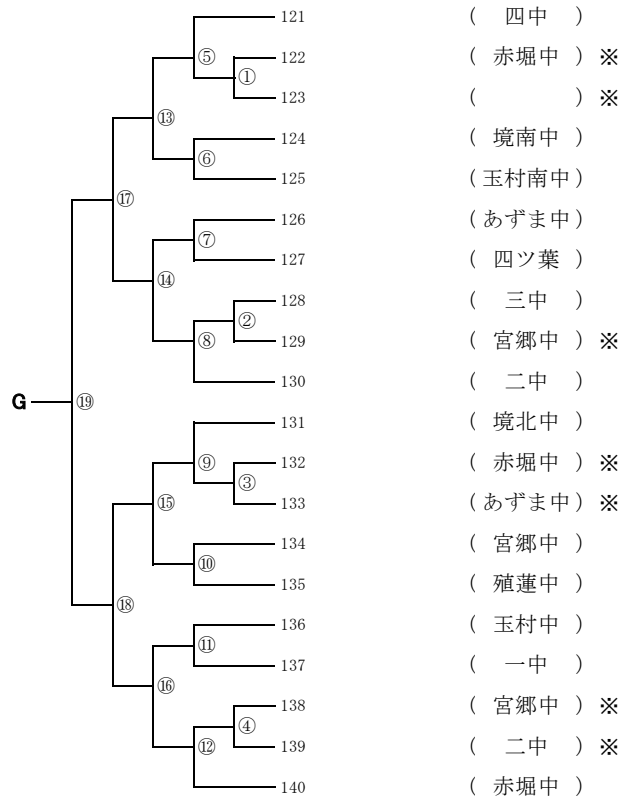 121 ( 四中 )
⑤ 122 ( 赤堀中 ) ※
①
123 ( ) ※
⑬
124 ( 境南中 )
⑥
125 ( 玉村南中 )
⑰
126 ( あずま中 )
⑦
127 ( 四ツ葉 )
⑭
128 ( 三中 )
②
⑧ 129 ( 宮郷中 ) ※
130 ( 二中 )
G ⑲
131 ( 境北中 )
⑨ 132 ( 赤堀中 ) ※
③
⑮ 133 ( あずま中 ) ※
134 ( 宮郷中 )
⑩
135 ( 殖蓮中 )
⑱
136 ( 玉村中 )
⑪
137 ( 一中 )
⑯
138 ( 宮郷中 ) ※
④
⑫ 139 ( 二中 ) ※
140 ( 赤堀中 )